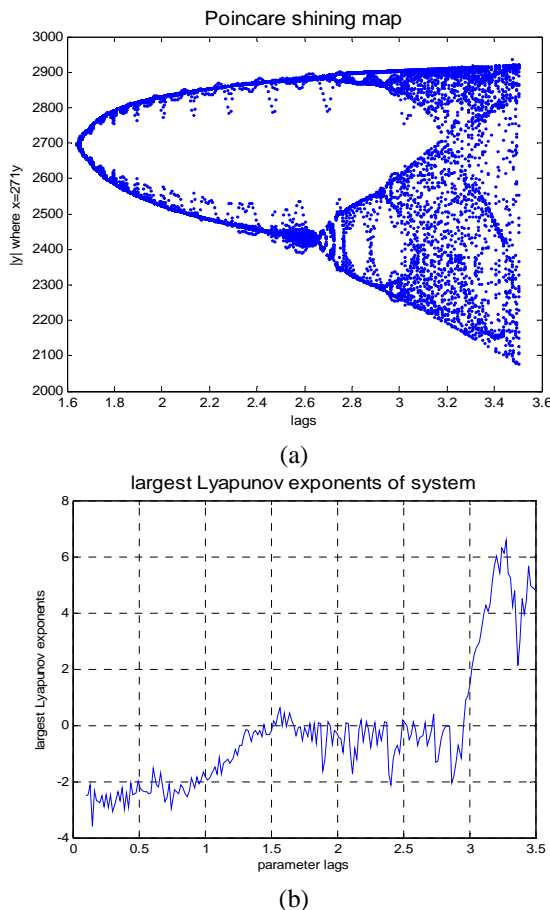 Poincare shining map
3000
2900
2800
2700
2600
2500
2400
2300
2200
2100
2000
|y| where x=271y
1.6 1.8 2 2.2 2.4 2.6 2.8 3 3.2 3.4 3.6
lags
(a)
largest Lyapunov exponents of system
8
6
4
2
0
-2
-4
largest Lyapunov exponents
0 0.5 1 1.5 2 2.5 3 3.5
parameter lags
(b)